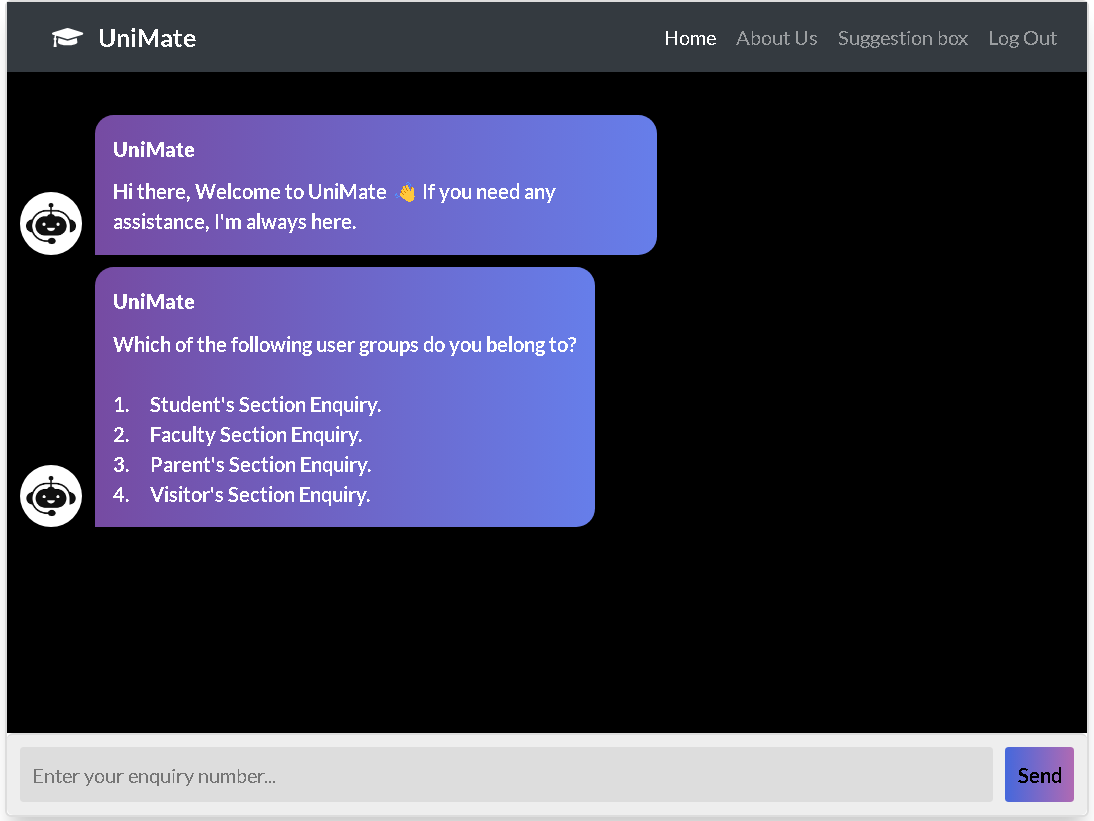 UniMate
Home About Us Suggestion box Log Out
UniMate
Hi there, Welcome to UniMate 👋 If you need any
assistance, I'm always here.
UniMate
Which of the following user groups do you belong to?
1. Student's Section Enquiry.
2. Faculty Section Enquiry.
3. Parent's Section Enquiry.
4. Visitor's Section Enquiry.
Enter your enquiry number...
Send